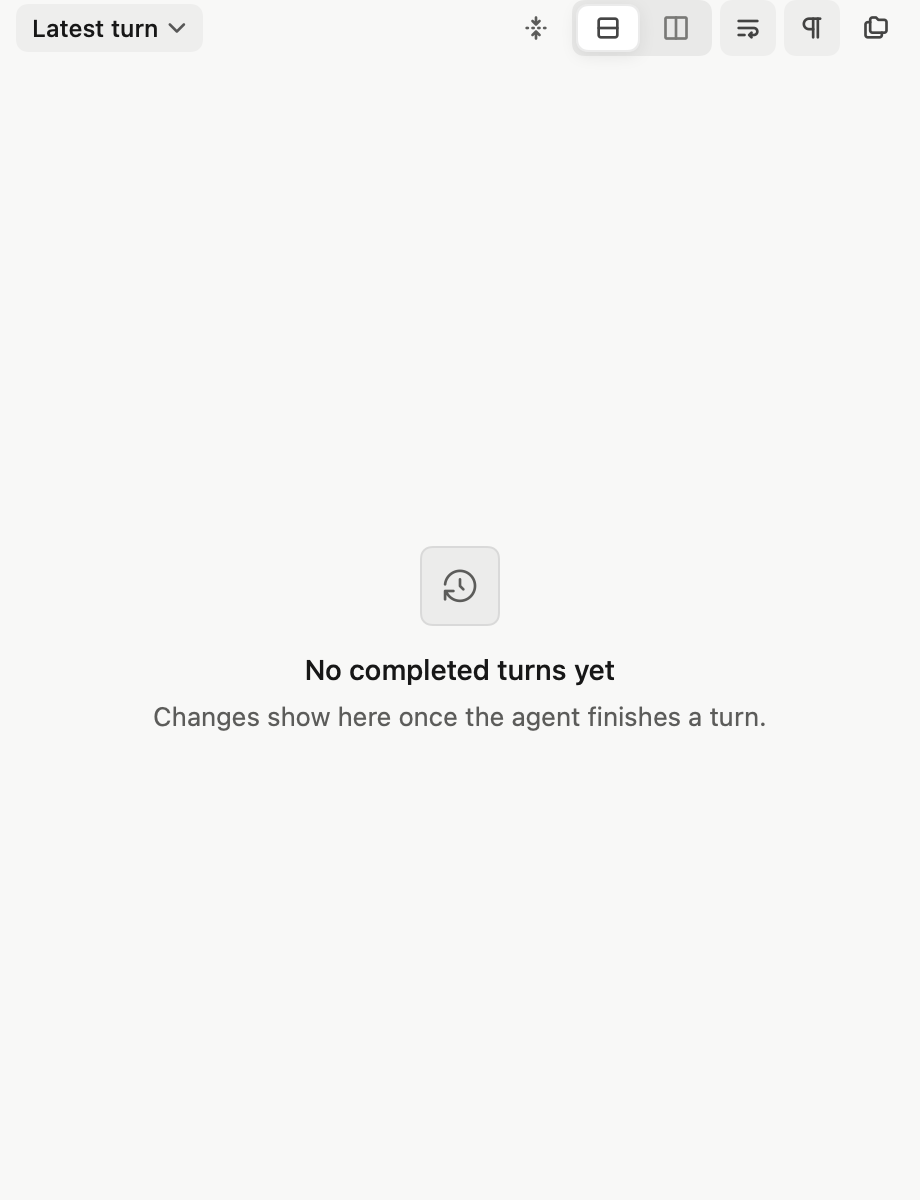 Latest turn
No completed turns yet
Changes show here once the agent finishes a turn.